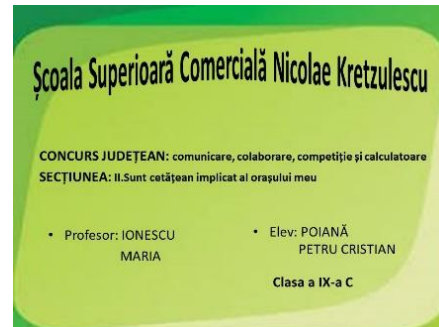 Școala Superioară Comercială Nicolae Kretzulescu
CONCURS JUDEȚEAN: comunicare, colaborare, competiție și calculatoare
SECȚIUNEA: II.Sunt cetățean implicat al orașului meu
• Profesor: IONESCU
MARIA
• Elev: POIANĂ
PETRU CRISTIAN
Clasa a IX-a C